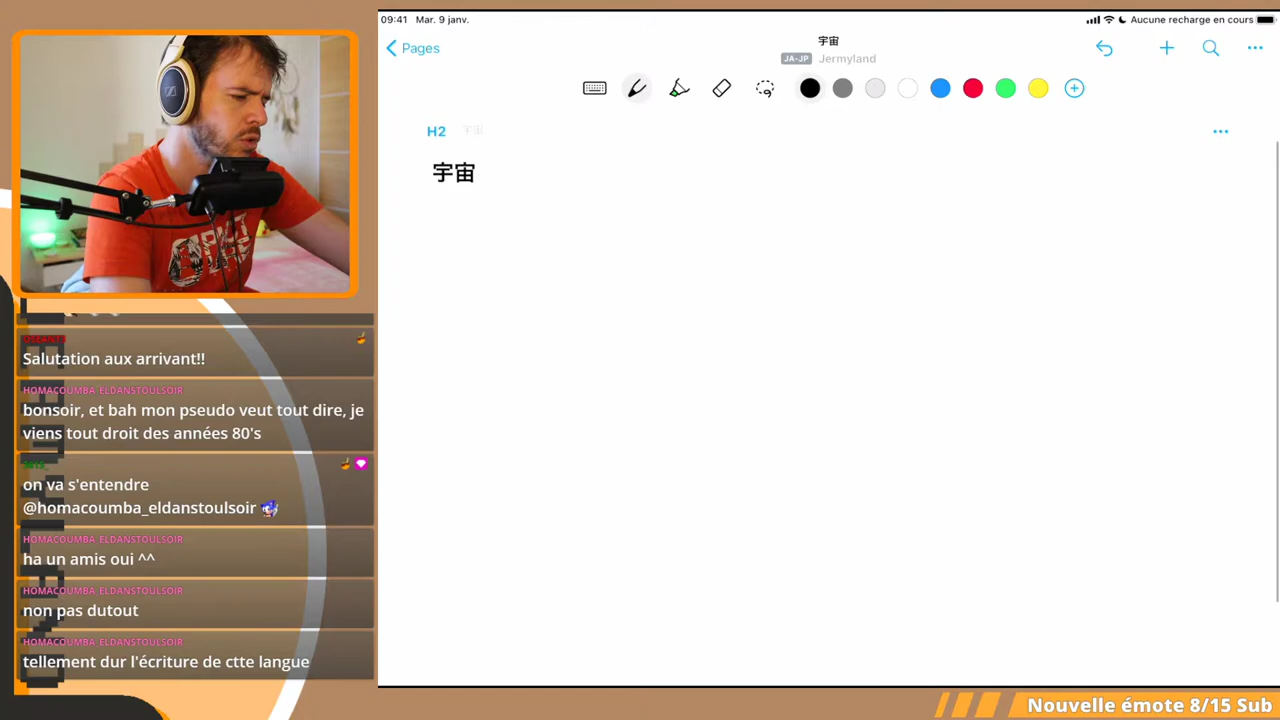 09:41 Mar. 9 janv.
Aucune recharge en cours
Pages
宇宙
JA-JP Jermyland
H2 宇宙
宇宙
Salutation aux arrivant!!
HOMACOUMBA_ELDANSTOULSOIR
bonsoir, et bah mon pseudo veut tout dire, je
viens tout droit des années 80's
on va s'entendre
@homacoumba_eldanstoulsoir
HOMACOUMBA_ELDANSTOULSOIR
ha un amis oui ^^
HOMACOUMBA_ELDANSTOULSOIR
non pas dutout
HOMACOUMBA_ELDANSTOULSOIR
tellement dur l'écriture de ctte langue
Nouvelle émote 8/15 Sub